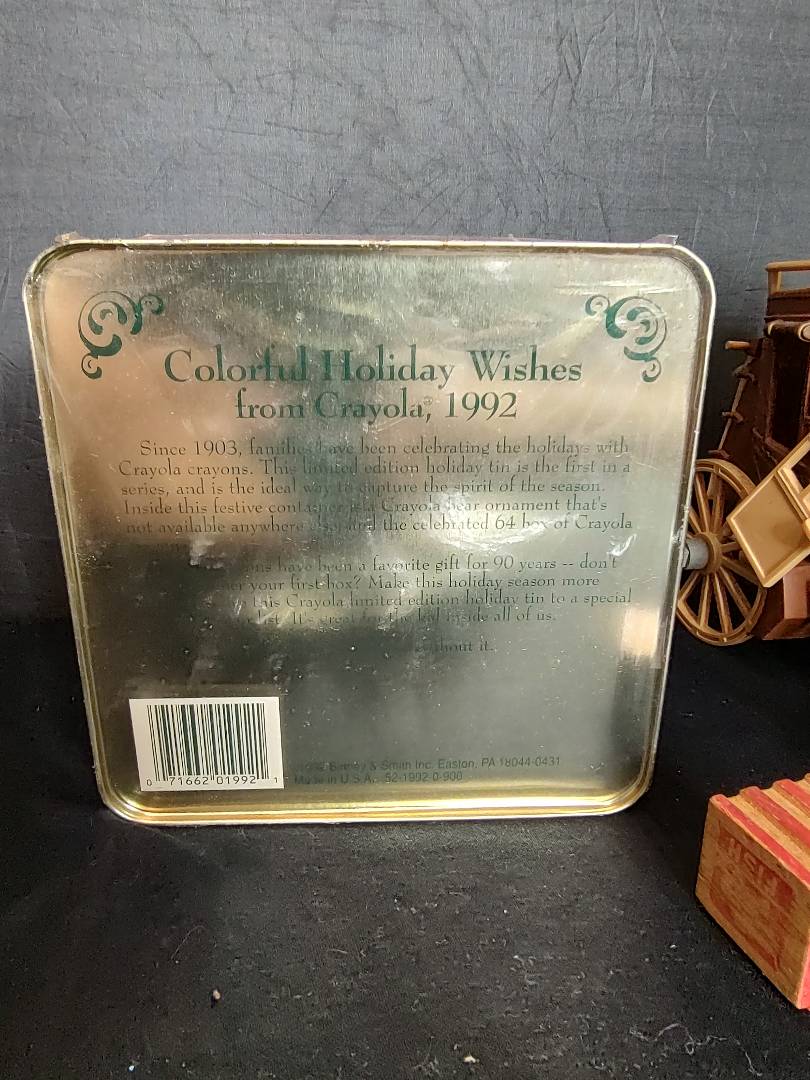 Colorful Holiday Wishes
from Crayola® 1992
Since 1903, families have been celebrating the holidays with
Crayola crayons. This limited edition holiday tin is the first in a
series, and is the ideal way to capture the spirit of the season.
Inside this festive container is a Crayola Bear ornament that's
not available anywhere else, and the celebrated 64 box of Crayola
have been a favorite gift for 90 years -- don't
your first box? Make this holiday season more
this Crayola limited edition holiday tin to a special
list. It's great for the kid inside all of us.
without it.
0 71662 01992 1
©1992 Binney & Smith Inc. Easton, PA 18044-0431
Made in U.S.A. 52-1992-0-900